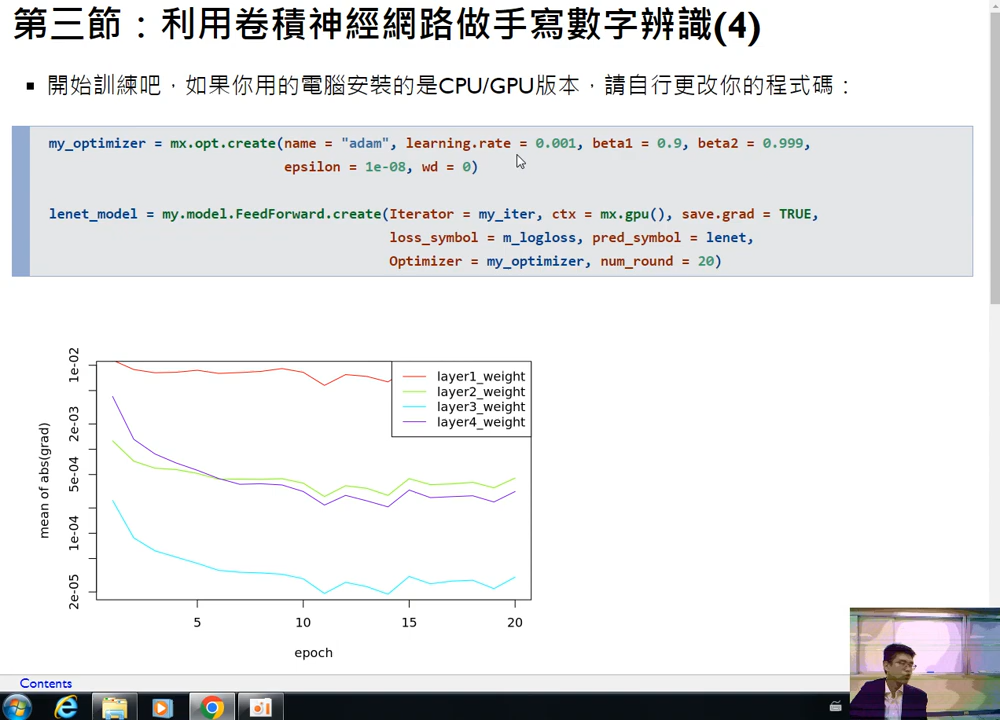 第三節：利用卷積神經網路做手寫數字辨識(4)
▪ 開始訓練吧，如果你用的電腦安裝的是CPU/GPU版本，請自行更改你的程式碼：
my_optimizer = mx.opt.create(name = "adam", learning.rate = 0.001, beta1 = 0.9, beta2 = 0.999,
epsilon = 1e-08, wd = 0)
lenet_model = my.model.FeedForward.create(Iterator = my_iter, ctx = mx.gpu(), save.grad = TRUE,
loss_symbol = m_logloss, pred_symbol = lenet,
Optimizer = my_optimizer, num_round = 20)
layer1_weight
layer2_weight
layer3_weight
layer4_weight
mean of abs(grad)
1e-02
2e-03
5e-04
1e-04
2e-05
5 10 15 20
epoch
Contents